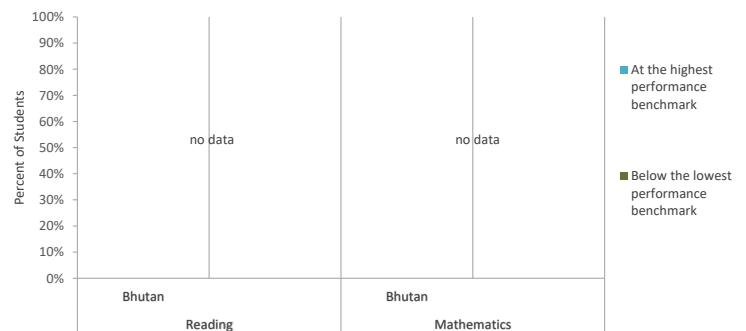 100%
90%
80%
70%
60%
50%
40%
30%
20%
10%
0%
Percent of Students
no data
no data
Bhutan
Bhutan
Reading
Mathematics
At the highest
performance
benchmark
Below the lowest
performance
benchmark